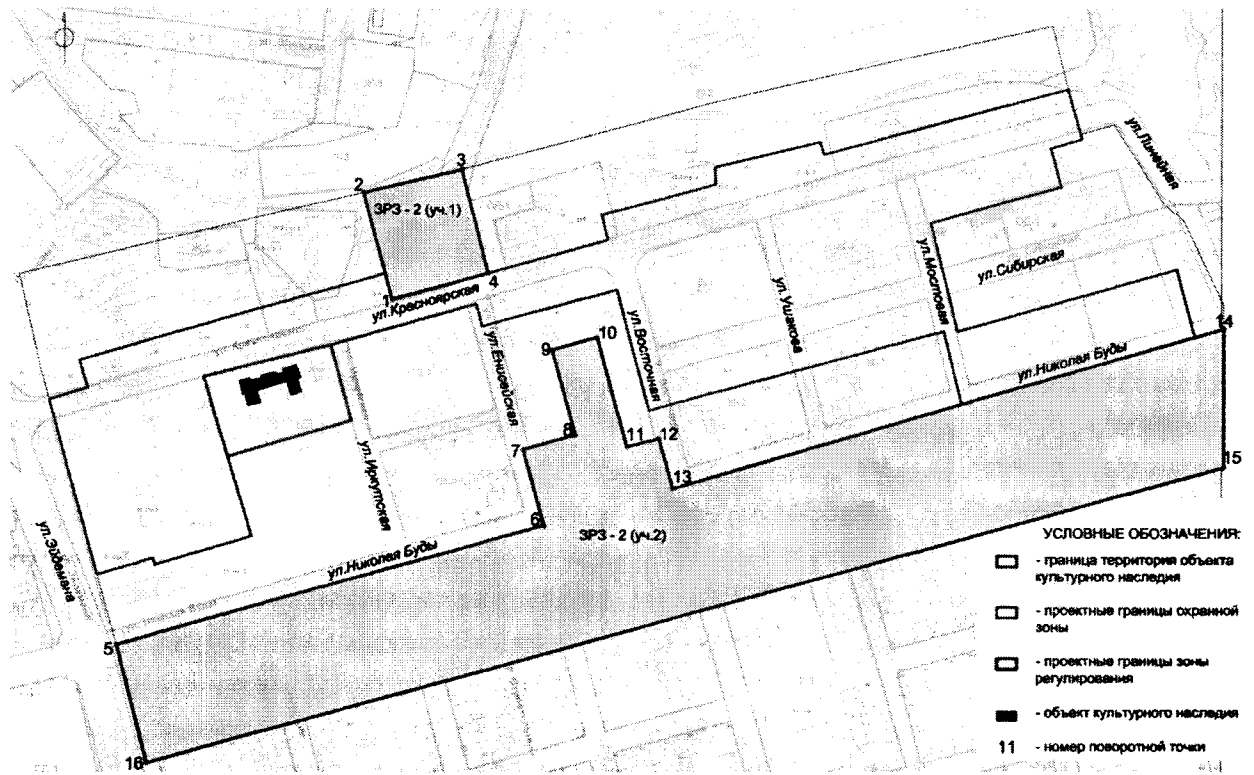 3
2
ЗРЗ - 2 (уч.1)
4
1
ул.Красноярская
ул.Линейная
ул.Сибирская
ул.Мостовая
ул.Ушакова
ул.Восточная
ул.Енисейская
14
10
9
ул.Николая Буды
8
11
12
7
13
15
ул.Иркутская
6
ЗРЗ - 2 (уч.2)
ул.Эйдемана
ул.Николая Буды
5
16
УСЛОВНЫЕ ОБОЗНАЧЕНИЯ:
- граница территория объекта
культурного наследия
- проектные границы охранной
зоны
- проектные границы зоны
регулирования
- объект культурного наследия
11 - номер поворотной точки